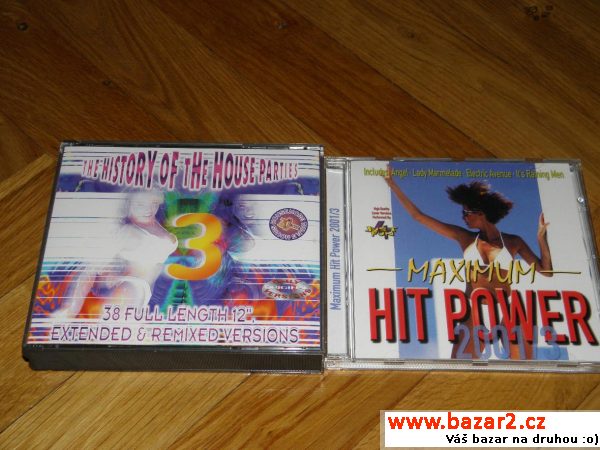 THE HISTORY OF THE HOUSE PARTIES
3
38 FULL LENGTH 12"
EXTENDED & REMIXED VERSIONS
Maximum Hit Power 2001/3
Including Angel · Lady Marmelade · Electric Avenue · It's Raining Men
MAXIMUM
HIT POWER
2001/3
www.bazar2.cz
Váš bazar na druhou :o)